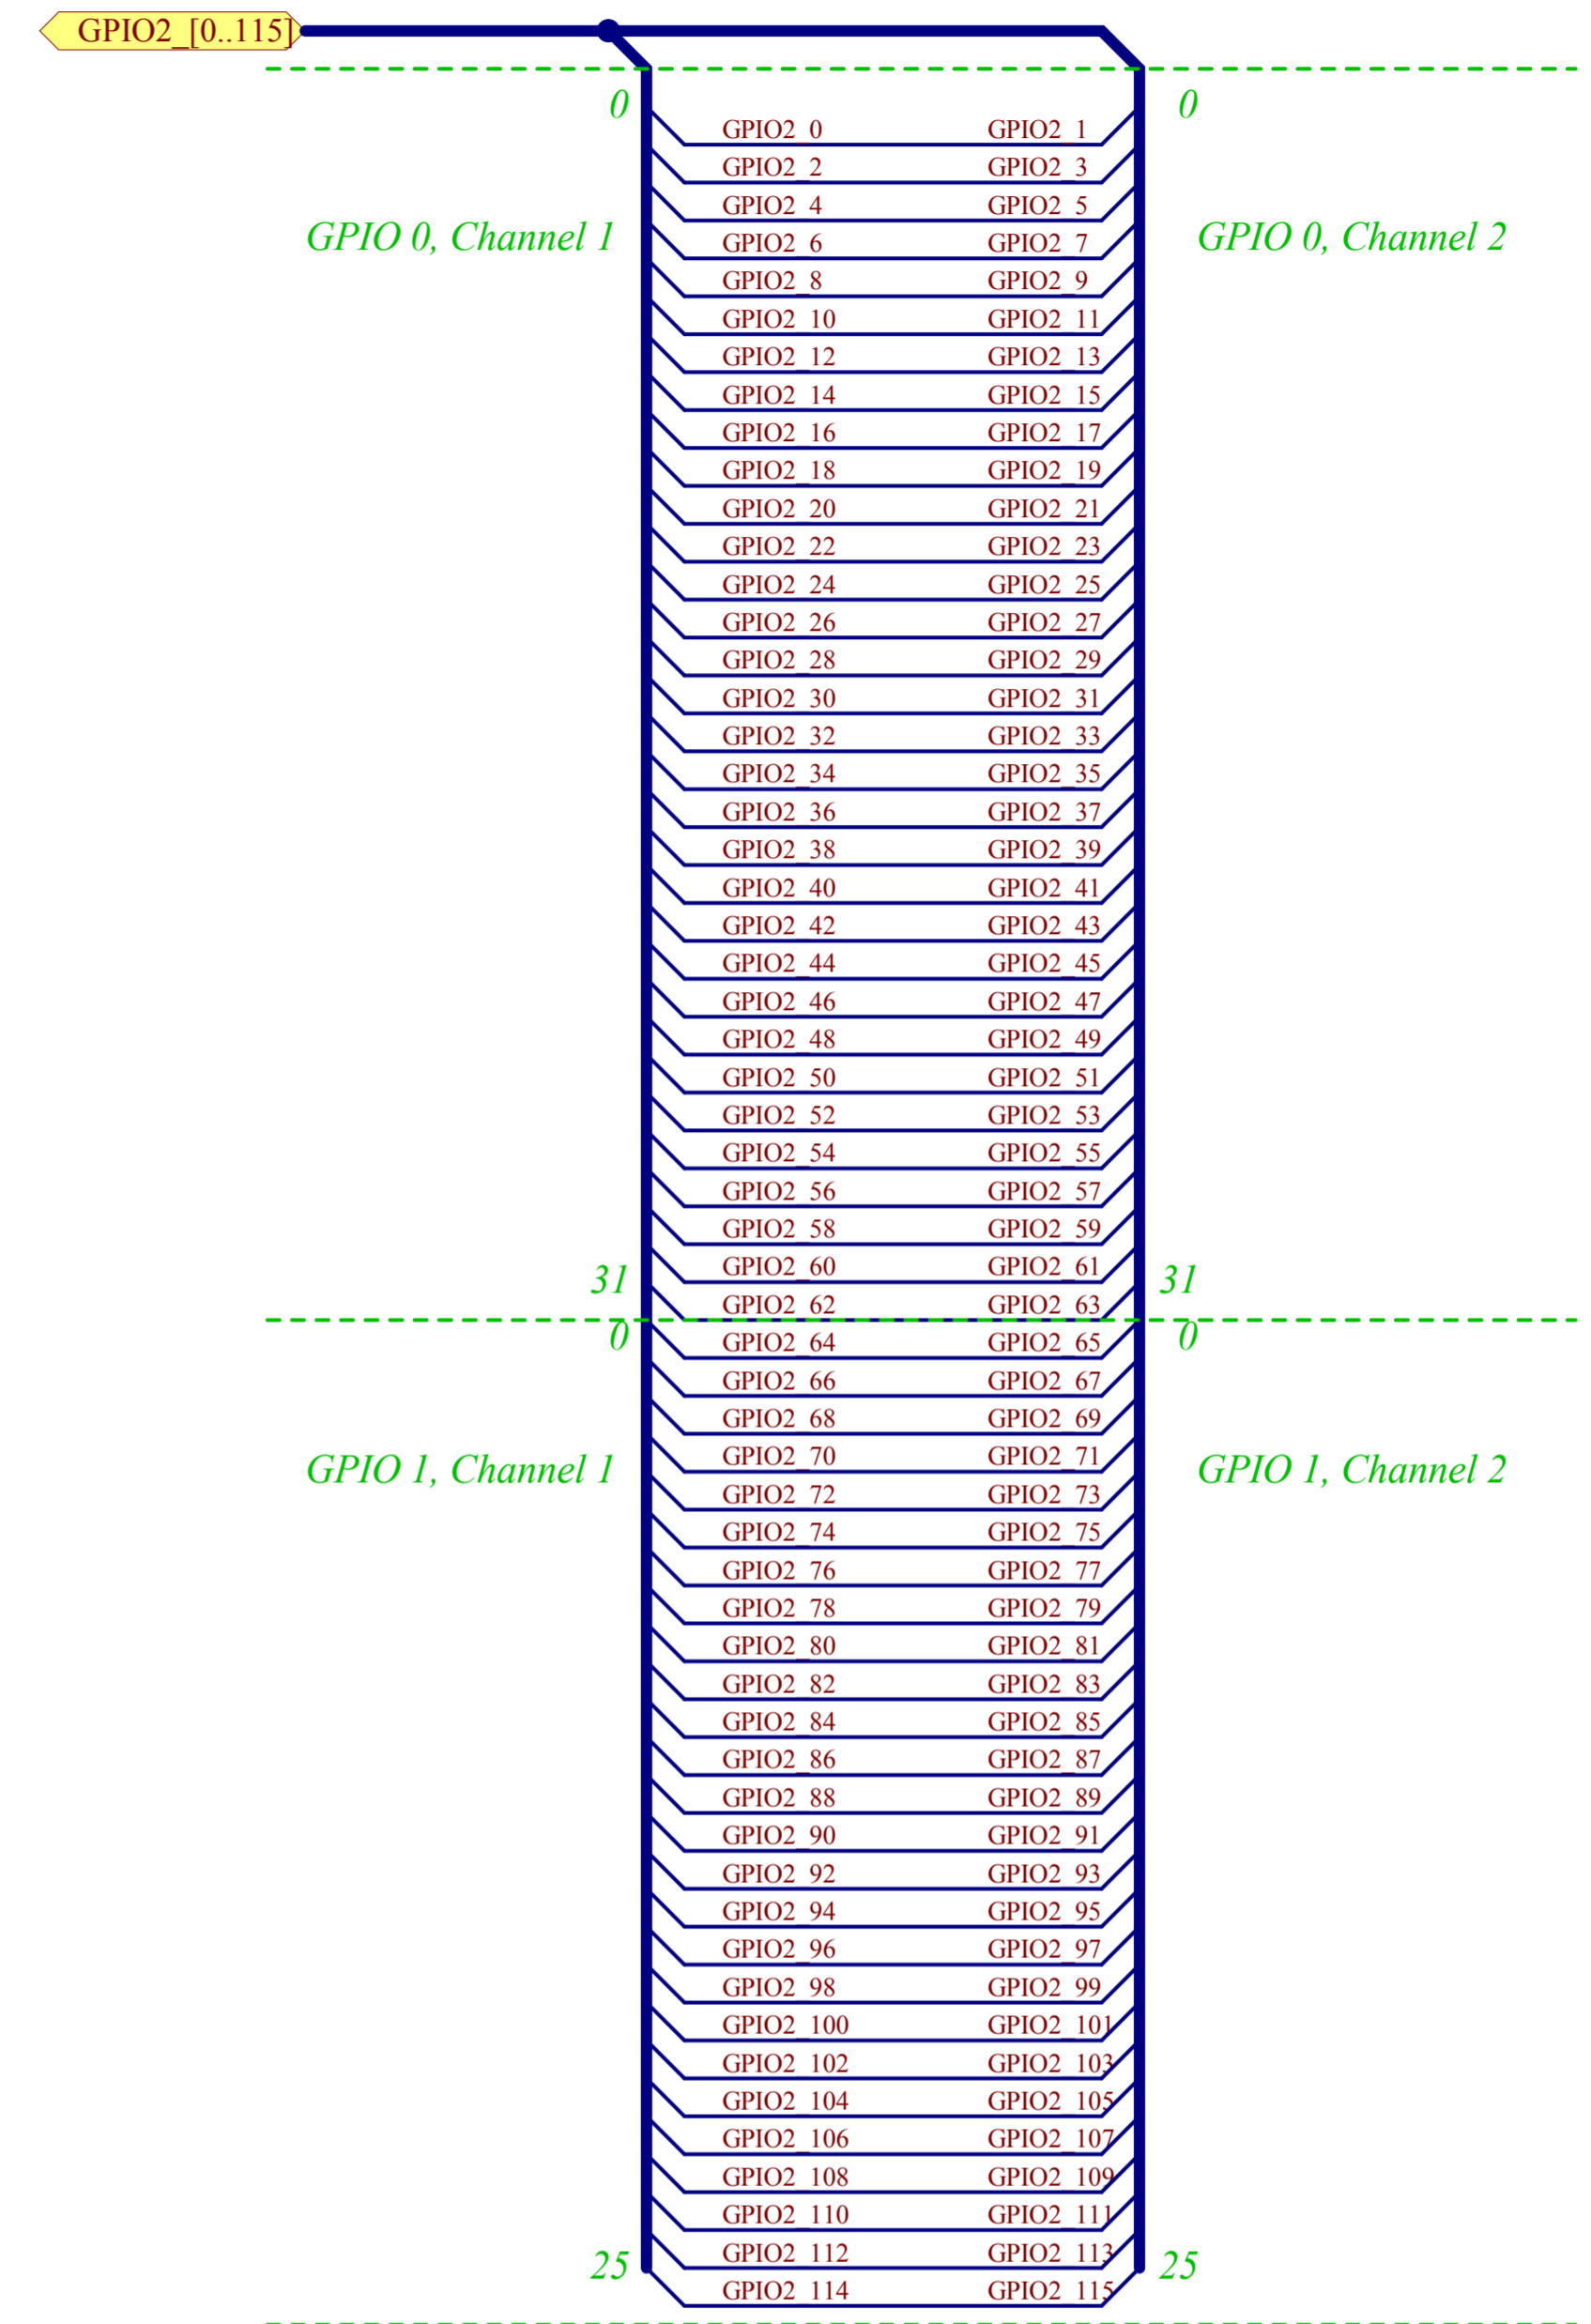 GPIO2_[0..115]
0 0
GPIO2_0 GPIO2_1
GPIO2_2 GPIO2_3
GPIO2_4 GPIO2_5
GPIO 0, Channel 1 GPIO2_6 GPIO2_7 GPIO 0, Channel 2
GPIO2_8 GPIO2_9
GPIO2_10 GPIO2_11
GPIO2_12 GPIO2_13
GPIO2_14 GPIO2_15
GPIO2_16 GPIO2_17
GPIO2_18 GPIO2_19
GPIO2_20 GPIO2_21
GPIO2_22 GPIO2_23
GPIO2_24 GPIO2_25
GPIO2_26 GPIO2_27
GPIO2_28 GPIO2_29
GPIO2_30 GPIO2_31
GPIO2_32 GPIO2_33
GPIO2_34 GPIO2_35
GPIO2_36 GPIO2_37
GPIO2_38 GPIO2_39
GPIO2_40 GPIO2_41
GPIO2_42 GPIO2_43
GPIO2_44 GPIO2_45
GPIO2_46 GPIO2_47
GPIO2_48 GPIO2_49
GPIO2_50 GPIO2_51
GPIO2_52 GPIO2_53
GPIO2_54 GPIO2_55
GPIO2_56 GPIO2_57
GPIO2_58 GPIO2_59
31 GPIO2_60 GPIO2_61 31
GPIO2_62 GPIO2_63
0 GPIO2_64 GPIO2_65 0
GPIO2_66 GPIO2_67
GPIO2_68 GPIO2_69
GPIO 1, Channel 1 GPIO2_70 GPIO2_71 GPIO 1, Channel 2
GPIO2_72 GPIO2_73
GPIO2_74 GPIO2_75
GPIO2_76 GPIO2_77
GPIO2_78 GPIO2_79
GPIO2_80 GPIO2_81
GPIO2_82 GPIO2_83
GPIO2_84 GPIO2_85
GPIO2_86 GPIO2_87
GPIO2_88 GPIO2_89
GPIO2_90 GPIO2_91
GPIO2_92 GPIO2_93
GPIO2_94 GPIO2_95
GPIO2_96 GPIO2_97
GPIO2_98 GPIO2_99
GPIO2_100 GPIO2_101
GPIO2_102 GPIO2_103
GPIO2_104 GPIO2_105
GPIO2_106 GPIO2_107
GPIO2_108 GPIO2_109
GPIO2_110 GPIO2_111
25 GPIO2_112 GPIO2_113 25
GPIO2_114 GPIO2_115